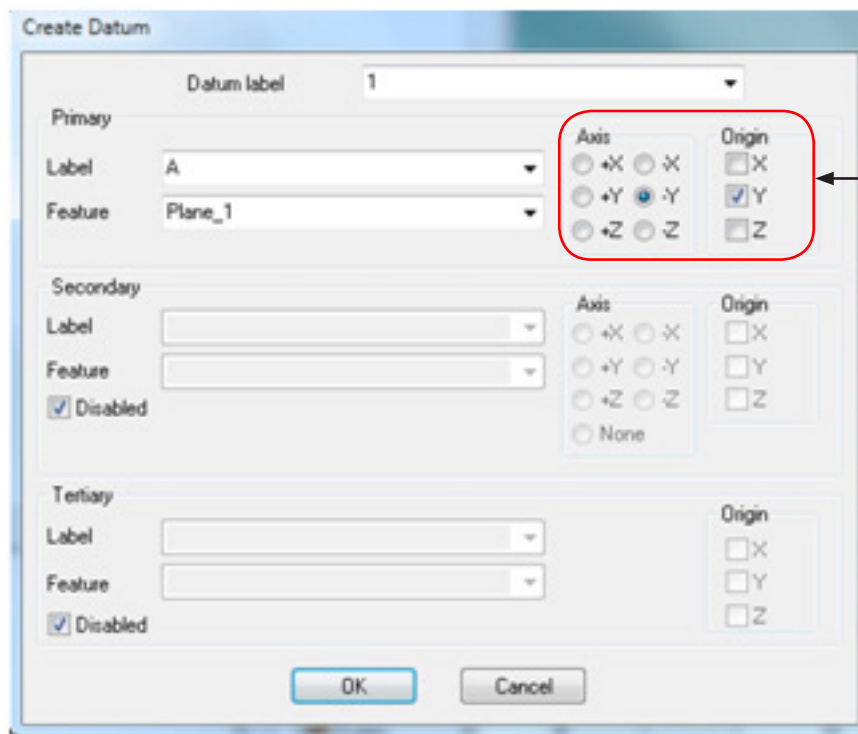 Create Datum
Datum label 1
Primary
Axis Origin
Label A +X -X X
Feature Plane_1 +Y -Y Y
+Z -Z Z
Secondary
Axis Origin
Label +X -X X
Feature +Y -Y Y
Disabled +Z -Z Z
None
Tertiary
Origin
Label X
Feature Y
Disabled Z
OK Cancel